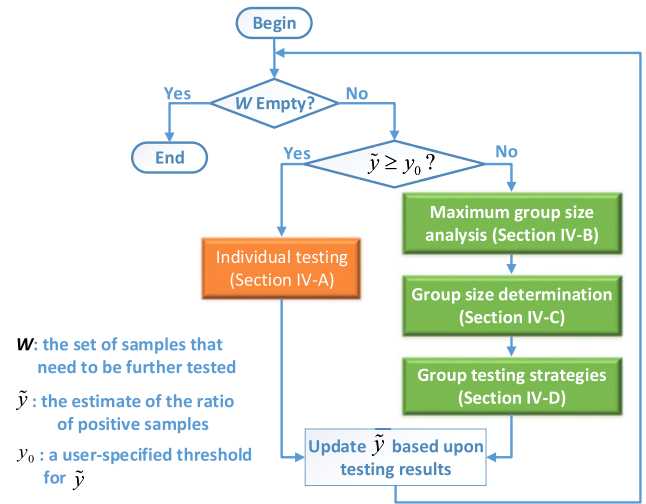 Begin
W Empty?
Yes
No
End
ỹ ≥ y₀ ?
Yes
No
Maximum group size
analysis (Section IV-B)
Individual testing
(Section IV-A)
Group size determination
(Section IV-C)
Group testing strategies
(Section IV-D)
W: the set of samples that
need to be further tested
ỹ : the estimate of the ratio
of positive samples
y₀ : a user-specified threshold
for ỹ
Update ỹ based upon
testing results